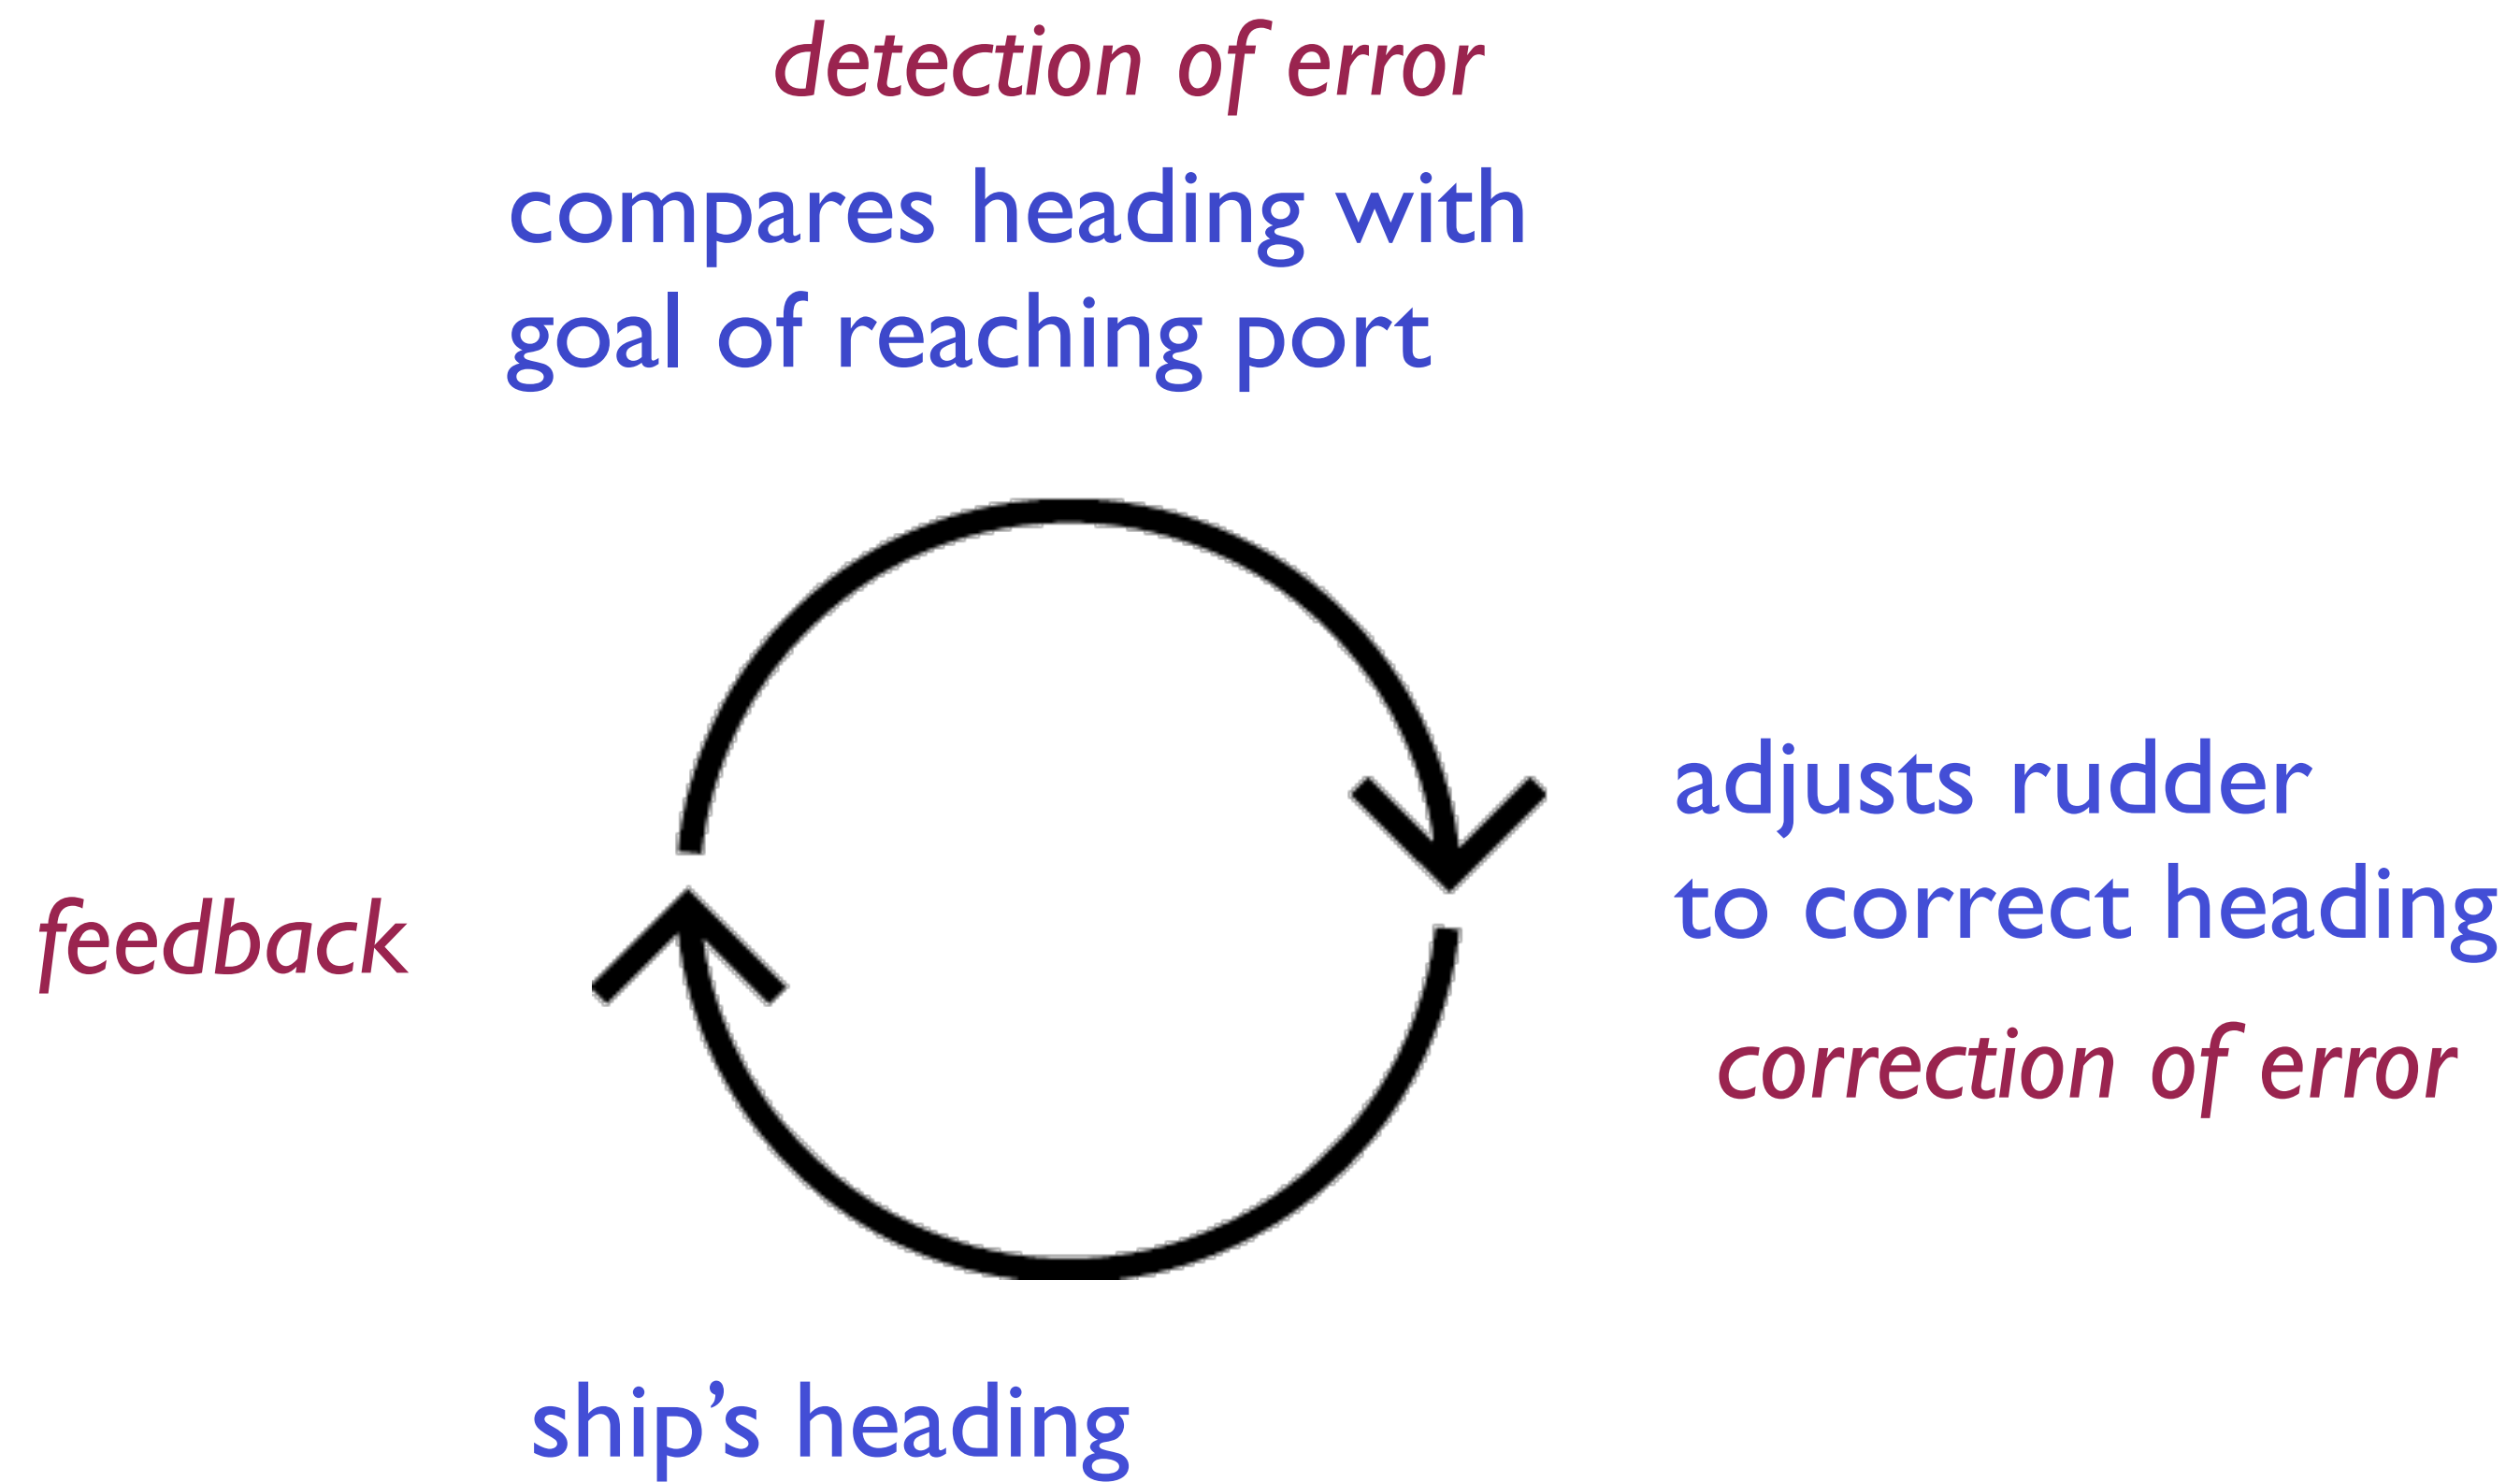 detection of error
compares heading with
goal of reaching port
adjusts rudder
to correct heading
feedback
correction of error
ship’s heading